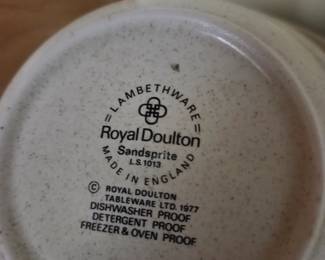 = LAMBETHWARE =
Royal Doulton
Sandsprite
L.S. 1013
MADE IN ENGLAND
© ROYAL DOULTON
TABLEWARE LTD. 1977
DISHWASHER PROOF
DETERGENT PROOF
FREEZER & OVEN PROOF